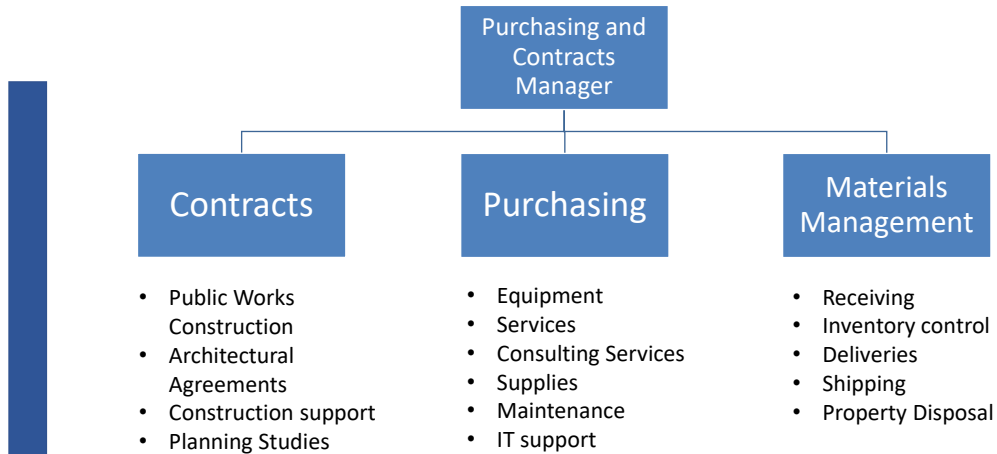 Purchasing and
Contracts
Manager
Contracts
Purchasing
Materials
Management
• Public Works
Construction
• Architectural
Agreements
• Construction support
• Planning Studies
• Equipment
• Services
• Consulting Services
• Supplies
• Maintenance
• IT support
• Receiving
• Inventory control
• Deliveries
• Shipping
• Property Disposal